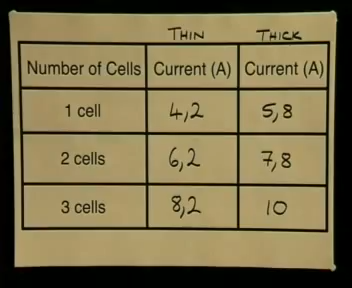 THIN THICK
Number of Cells Current (A) Current (A)
1 cell 4,2 5,8
2 cells 6,2 7,8
3 cells 8,2 10